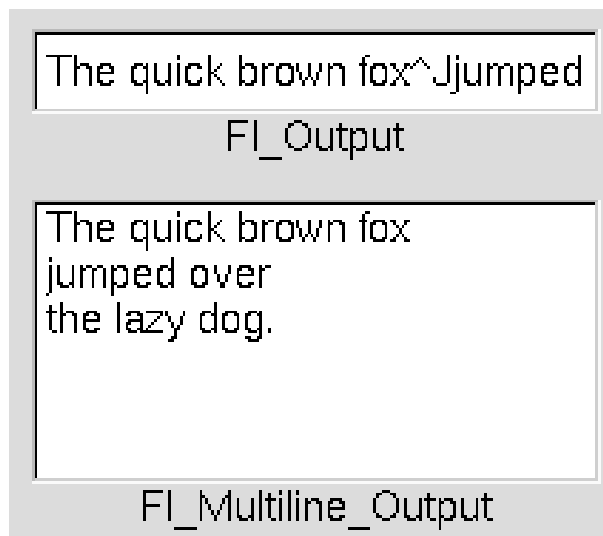 The quick brown fox^Jjumped
Fl_Output
The quick brown fox
jumped over
the lazy dog.
Fl_Multiline_Output